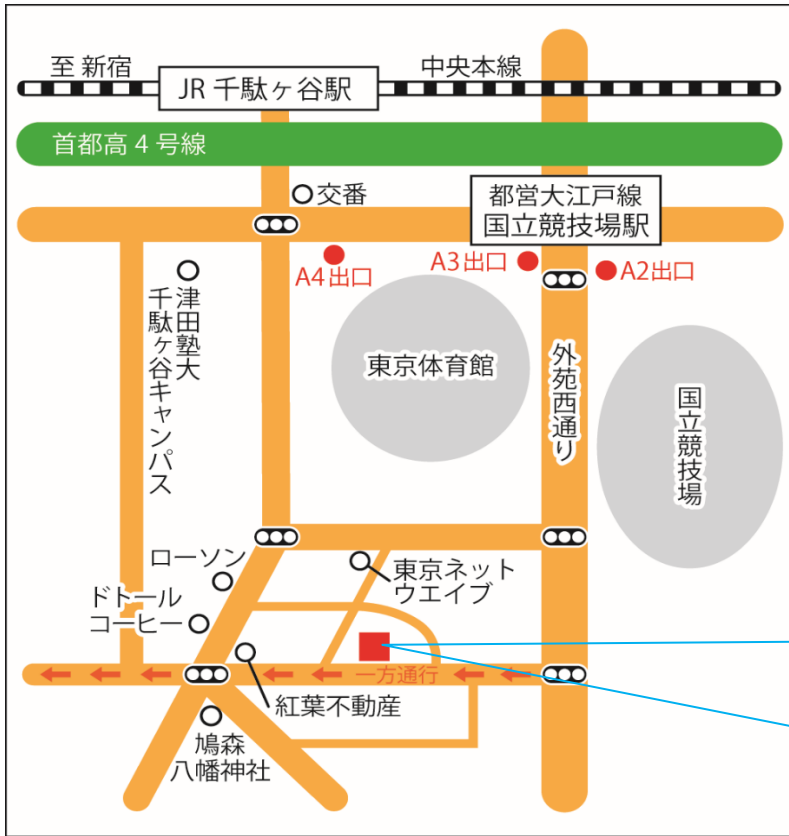 至 新宿
JR 千駄ヶ谷駅
中央本線
首都高 4 号線
交番
都営大江戸線
国立競技場駅
A4出口
A3出口
A2出口
津田塾大
千駄ヶ谷キャンパス
東京体育館
外苑西通り
国立競技場
ローソン
ドトール
コーヒー
東京ネット
ウエイブ
一方通行
紅葉不動産
鳩森
八幡神社